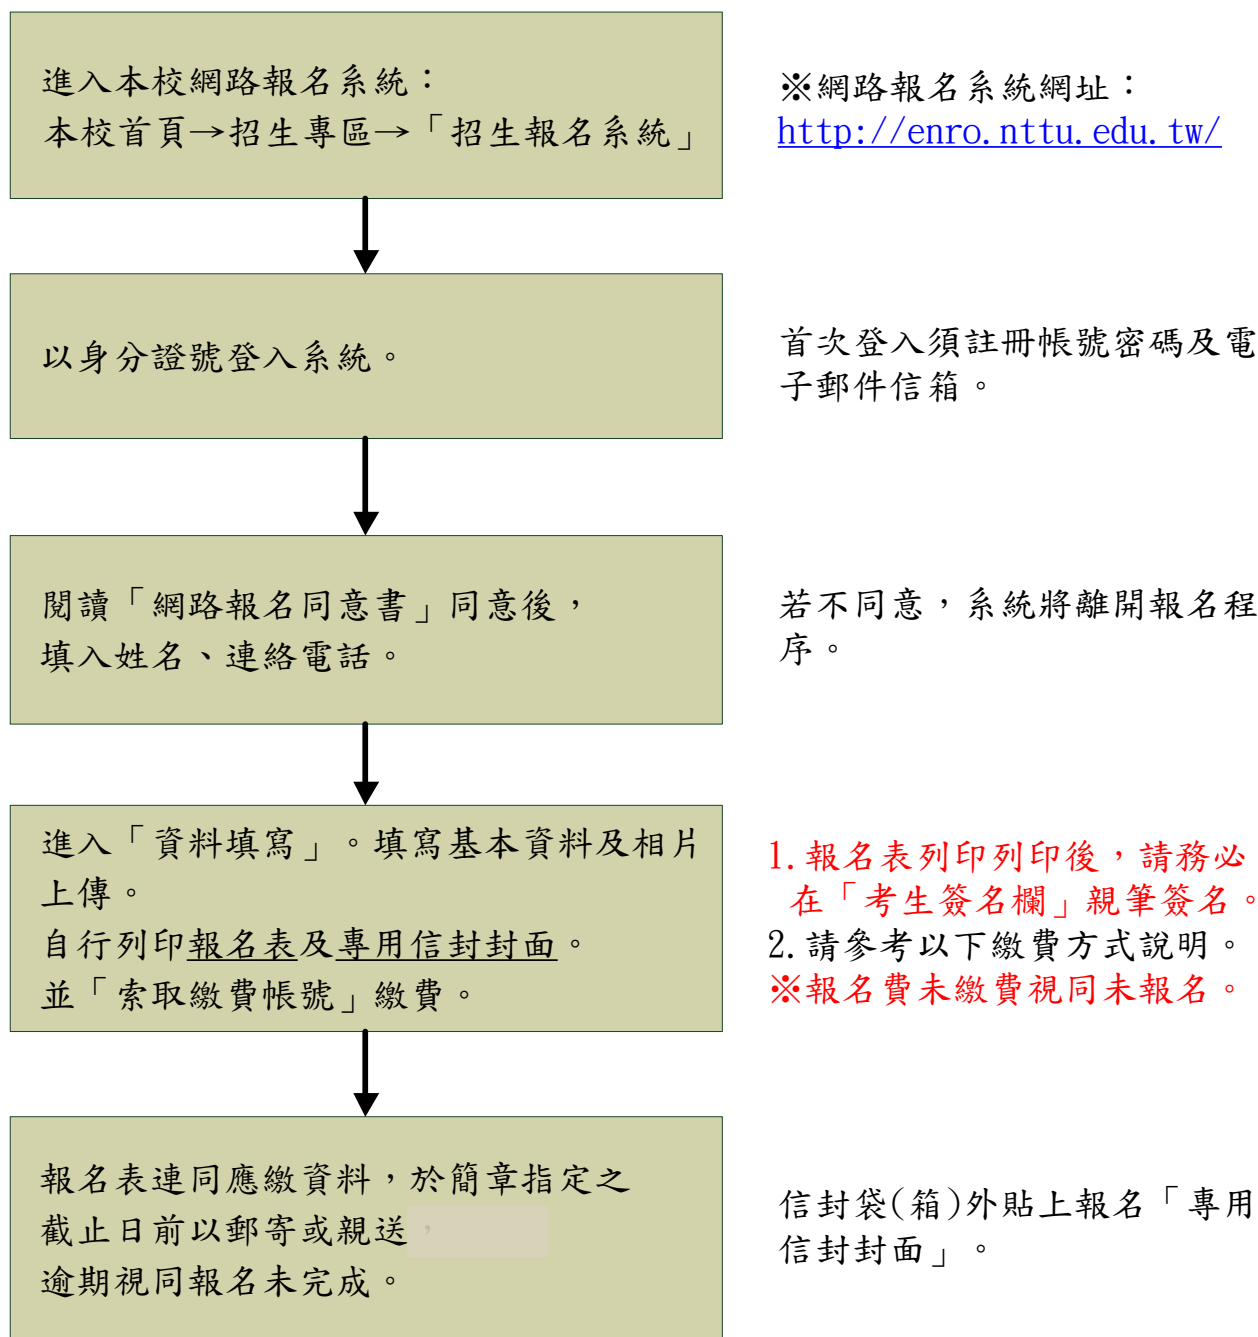 進入本校網路報名系統：
本校首頁→招生專區→「招生報名系統」
※網路報名系統網址：
http://enro.nttu.edu.tw/
以身分證號登入系統。
首次登入須註冊帳號密碼及電
子郵件信箱。
閱讀「網路報名同意書」同意後，
填入姓名、連絡電話。
若不同意，系統將離開報名程
序。
進入「資料填寫」。填寫基本資料及相片
上傳。
自行列印報名表及專用信封封面。
並「索取繳費帳號」繳費。
1.報名表列印列印後，請務必
在「考生簽名欄」親筆簽名。
2.請參考以下繳費方式說明。
※報名費未繳費視同未報名。
報名表連同應繳資料，於簡章指定之
截止日前以郵寄或親送，
逾期視同報名未完成。
信封袋(箱)外貼上報名「專用
信封封面」。